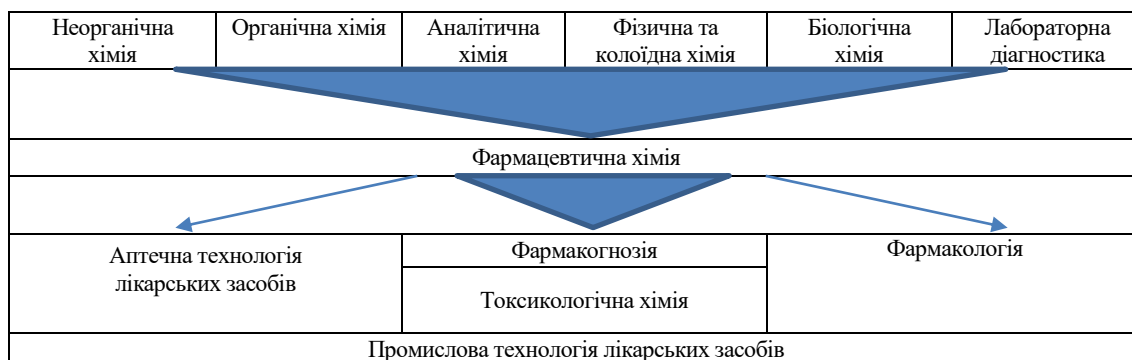 Неорганічна
хімія
Органічна хімія
Аналітична
хімія
Фізична та
колоїдна хімія
Біологічна
хімія
Лабораторна
діагностика
Фармацевтична хімія
Аптечна технологія
лікарських засобів
Фармакогнозія
Токсикологічна хімія
Фармакологія
Промислова технологія лікарських засобів